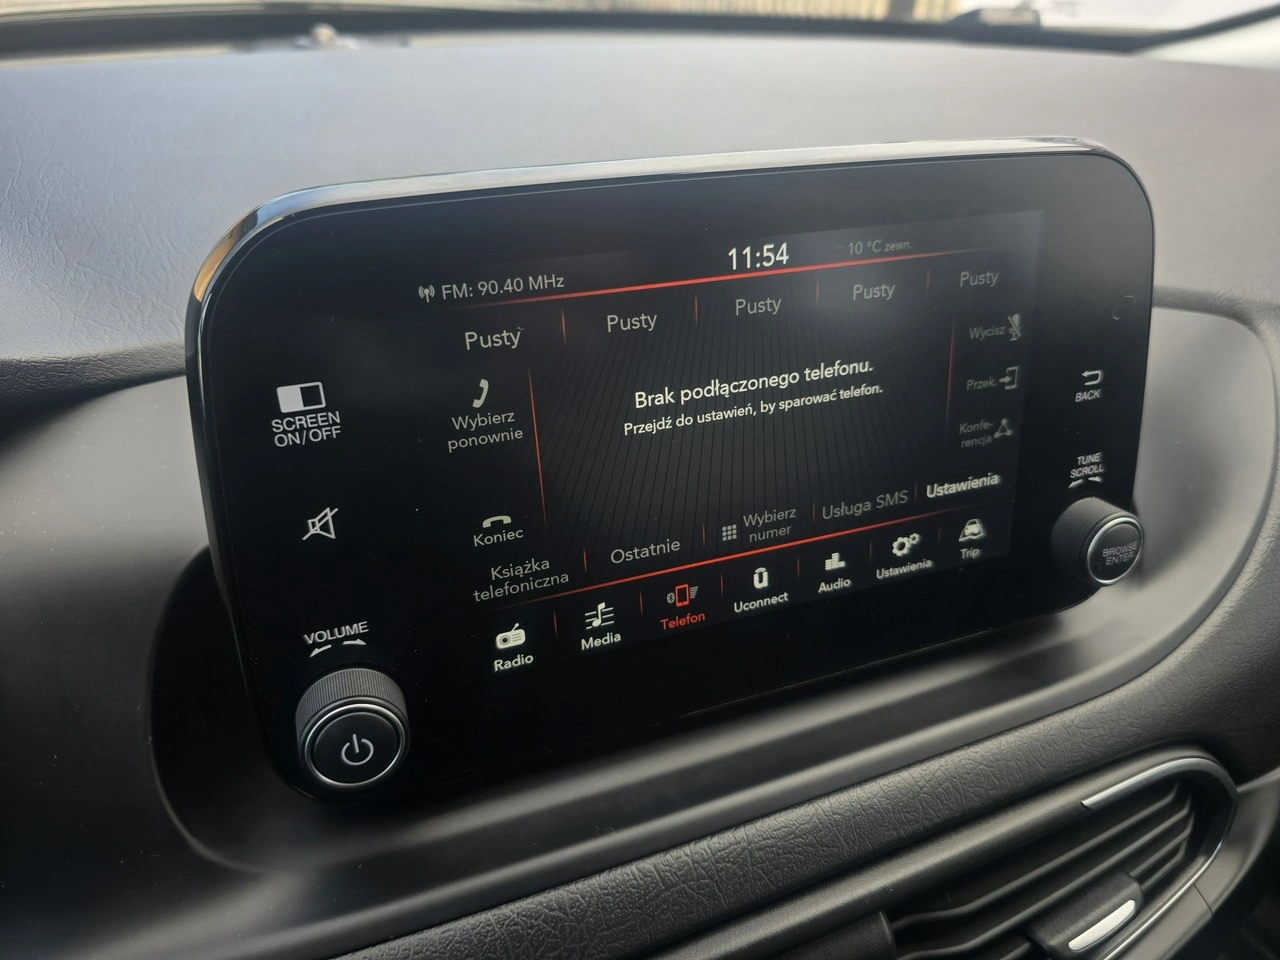 FM: 90.40 MHz
11:54
10 °C zewn.
Pusty
Pusty
Pusty
Pusty
Pusty
SCREEN
ON/OFF
Wybierz
ponownie
Brak podłączonego telefonu.
Przejdź do ustawień, by sparować telefon.
Wycisz
Przek.
Konfe-
rencja
BACK
TUNE
SCROLL
BROWSE
ENTER
Koniec
Książka
telefoniczna
Ostatnie
Wybierz
numer
Usługa SMS
Ustawienia
VOLUME
Radio
Media
Telefon
Uconnect
Audio
Ustawienia
Trip